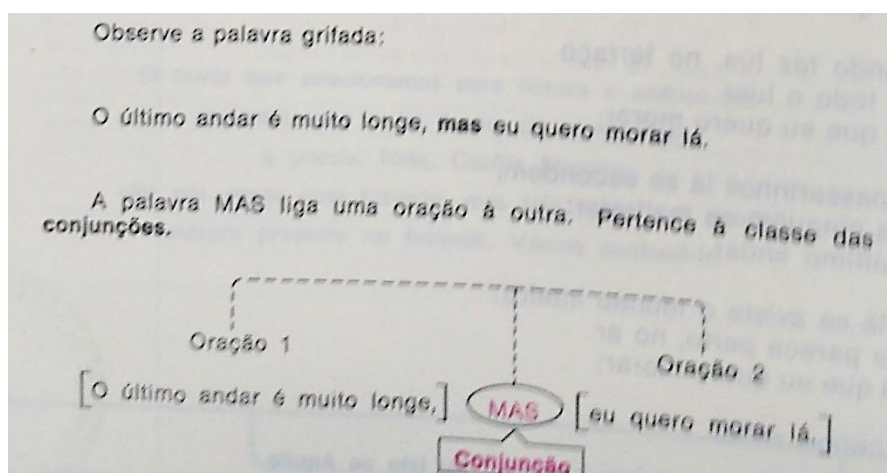 Observe a palavra grifada:
O último andar é muito longe, mas eu quero morar lá.
A palavra MAS liga uma oração à outra. Pertence à classe das
conjunções.
Oração 1
Oração 2
[O último andar é muito longe,] MAS [eu quero morar lá.]
Conjunção